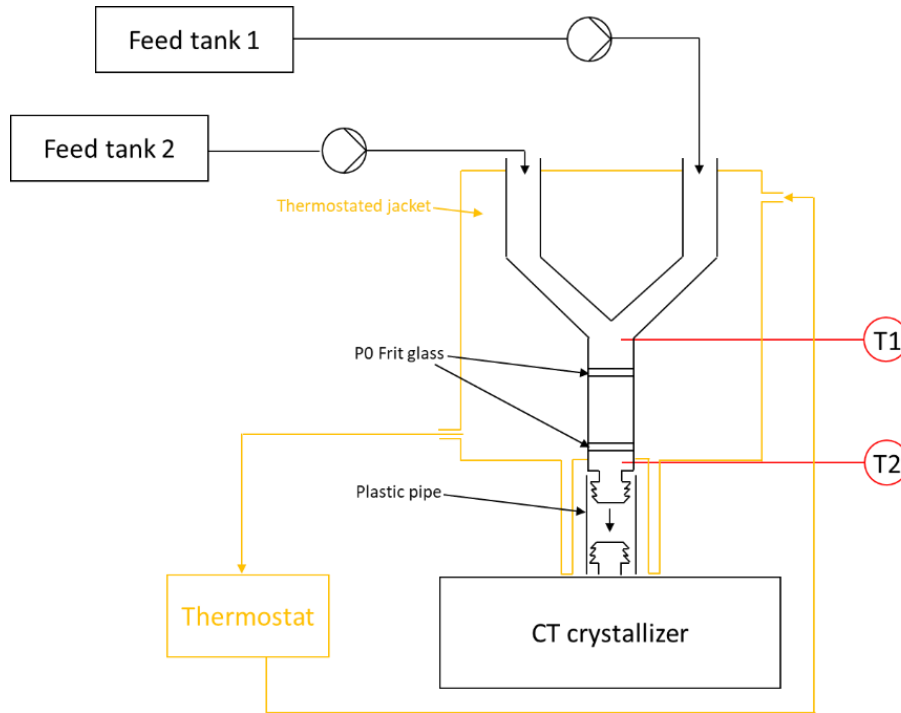 Feed tank 1
Feed tank 2
Thermostated jacket
T1
P0 Frit glass
T2
Plastic pipe
Thermostat
CT crystallizer